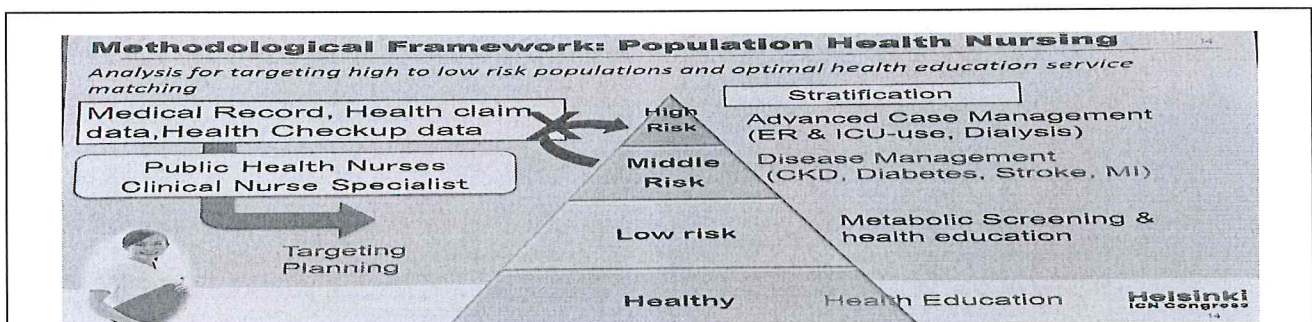 Methodological Framework: Population Health Nursing
14
Analysis for targeting high to low risk populations and optimal health education service
matching
Medical Record, Health claim
data,Health Checkup data
Public Health Nurses
Clinical Nurse Specialist
Targeting
Planning
High
Risk
Middle
Risk
Low risk
Healthy
Stratification
Advanced Case Management
(ER & ICU-use, Dialysis)
Disease Management
(CKD, Diabetes, Stroke, MI)
Metabolic Screening &
health education
Health Education
Helsinki
ICN Congress
14